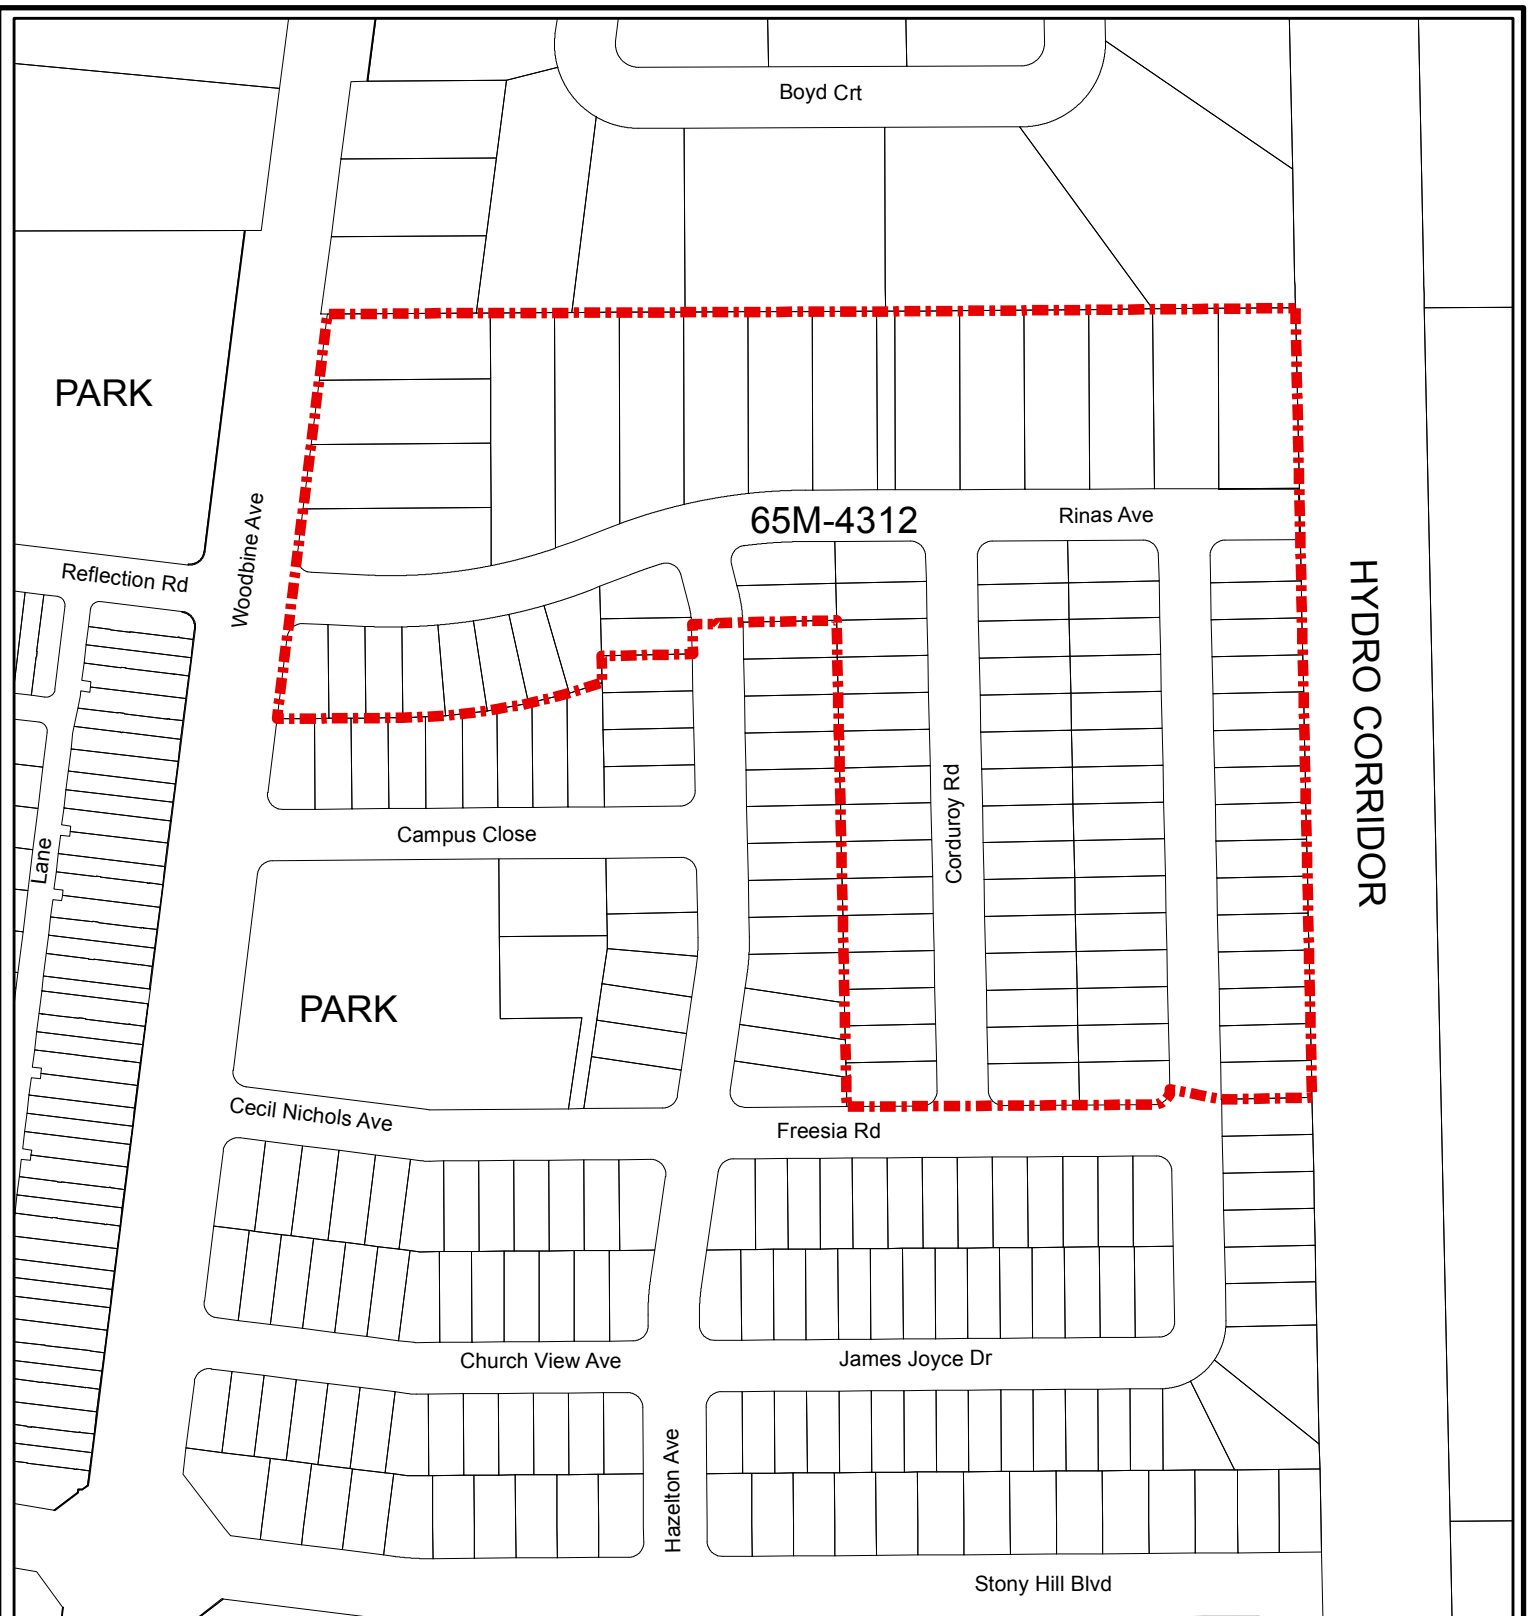 Boyd Crt
PARK
65M-4312
Rinas Ave
Woodbine Ave
Reflection Rd
HYDRO CORRIDOR
Corduroy Rd
Campus Close
Lane
PARK
Cecil Nichols Ave
Freesia Rd
Church View Ave
James Joyce Dr
Hazelton Ave
Stony Hill Blvd